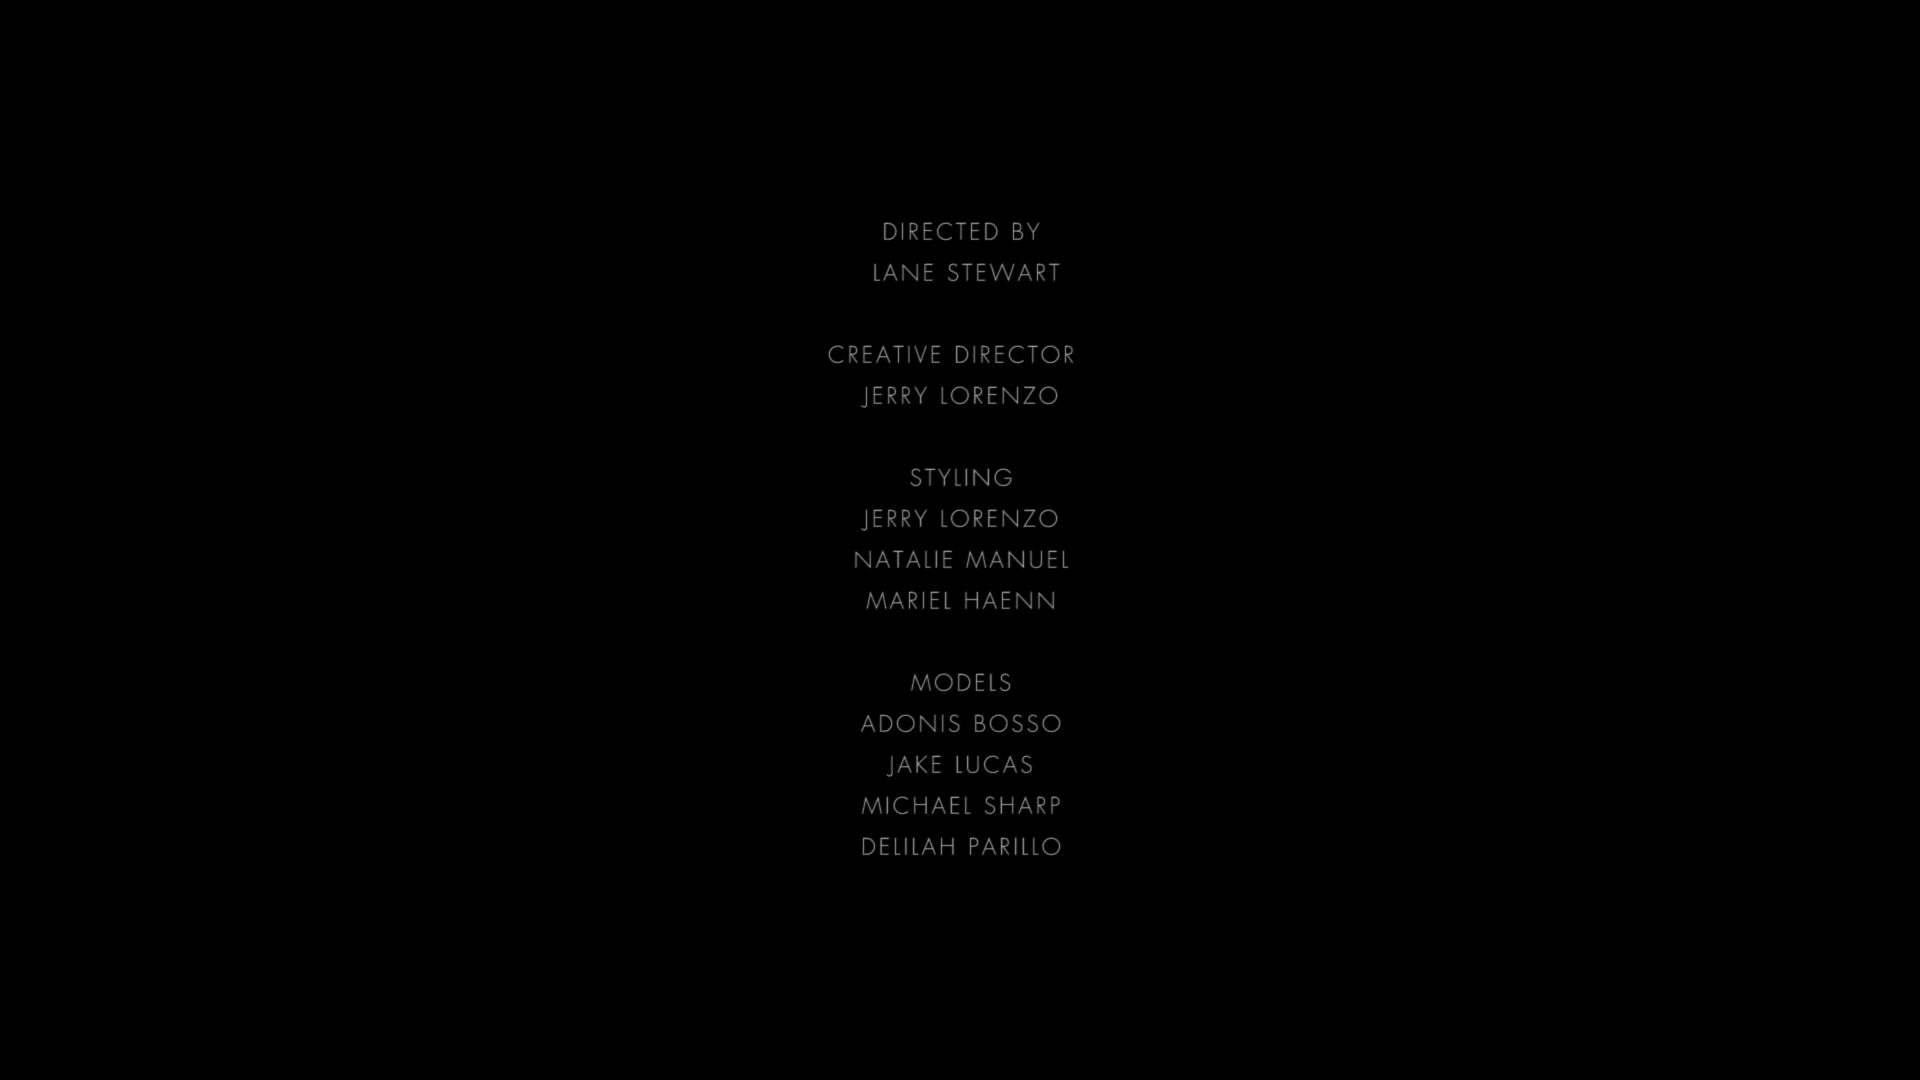 DIRECTED BY
LANE STEWART
CREATIVE DIRECTOR
JERRY LORENZO
STYLING
JERRY LORENZO
NATALIE MANUEL
MARIEL HAENN
MODELS
ADONIS BOSSO
JAKE LUCAS
MICHAEL SHARP
DELILAH PARILLO